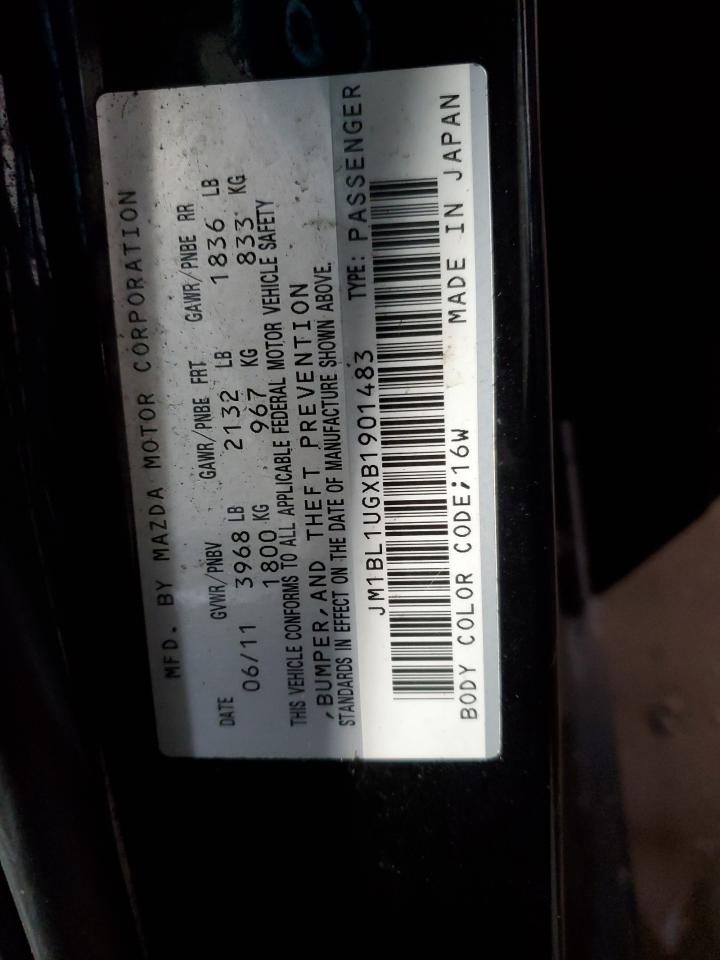 MFD. BY MAZDA MOTOR CORPORATION
DATE GVWR/PNBV GAWR/PNBE FRT GAWR/PNBE RR
06/11 3968 LB 2132 LB 1836 LB
1800 KG 967 KG 833 KG
THIS VEHICLE CONFORMS TO ALL APPLICABLE FEDERAL MOTOR VEHICLE SAFETY
,BUMPER,AND THEFT PREVENTION
STANDARDS IN EFFECT ON THE DATE OF MANUFACTURE SHOWN ABOVE.
JM1BL1UGXB1901483 TYPE: PASSENGER
BODY COLOR CODE;16W MADE IN JAPAN